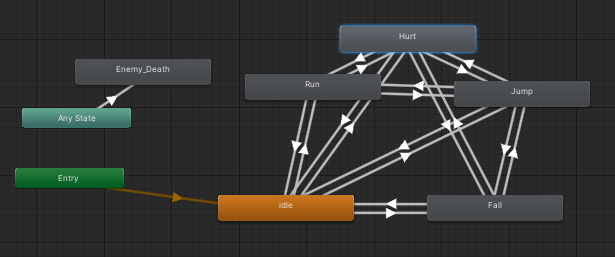 Hurt
Enemy_Death
Run
Jump
Any State
Entry
idle
Fall